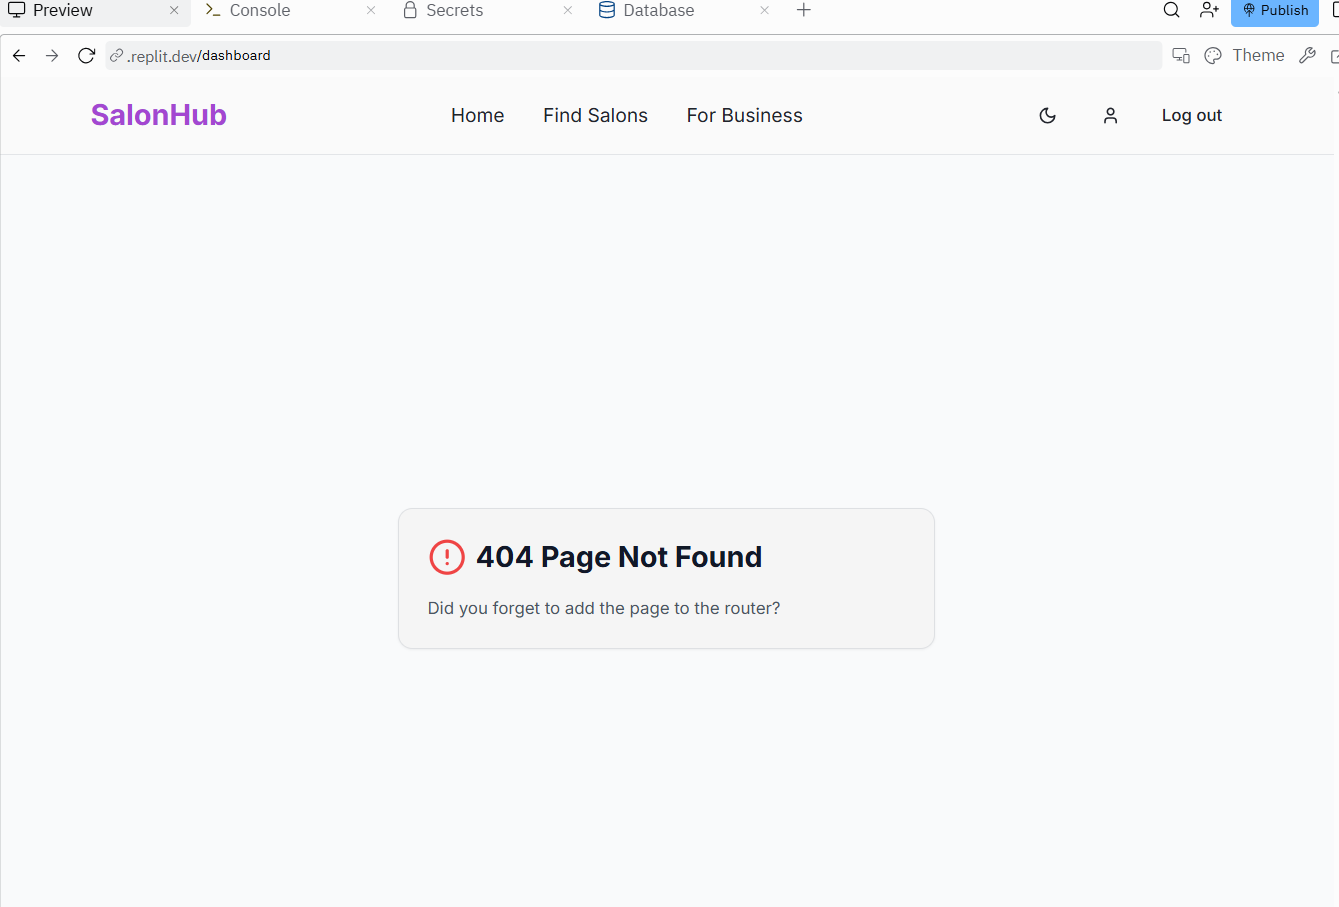 Preview
Console
Secrets
Database
Publish
.replit.dev/dashboard
Theme
SalonHub
Home
Find Salons
For Business
Log out
404 Page Not Found
Did you forget to add the page to the router?